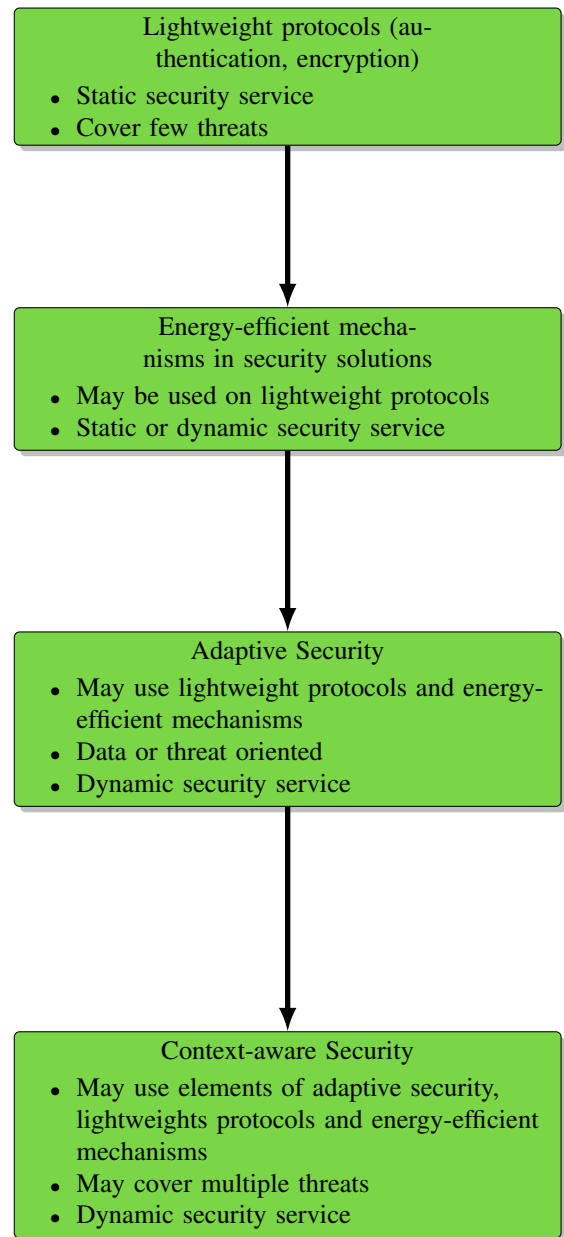 Lightweight protocols (au-
thentication, encryption)
• Static security service
• Cover few threats
Energy-efficient mecha-
nisms in security solutions
• May be used on lightweight protocols
• Static or dynamic security service
Adaptive Security
• May use lightweight protocols and energy-
efficient mechanisms
• Data or threat oriented
• Dynamic security service
Context-aware Security
• May use elements of adaptive security,
lightweights protocols and energy-efficient
mechanisms
• May cover multiple threats
• Dynamic security service